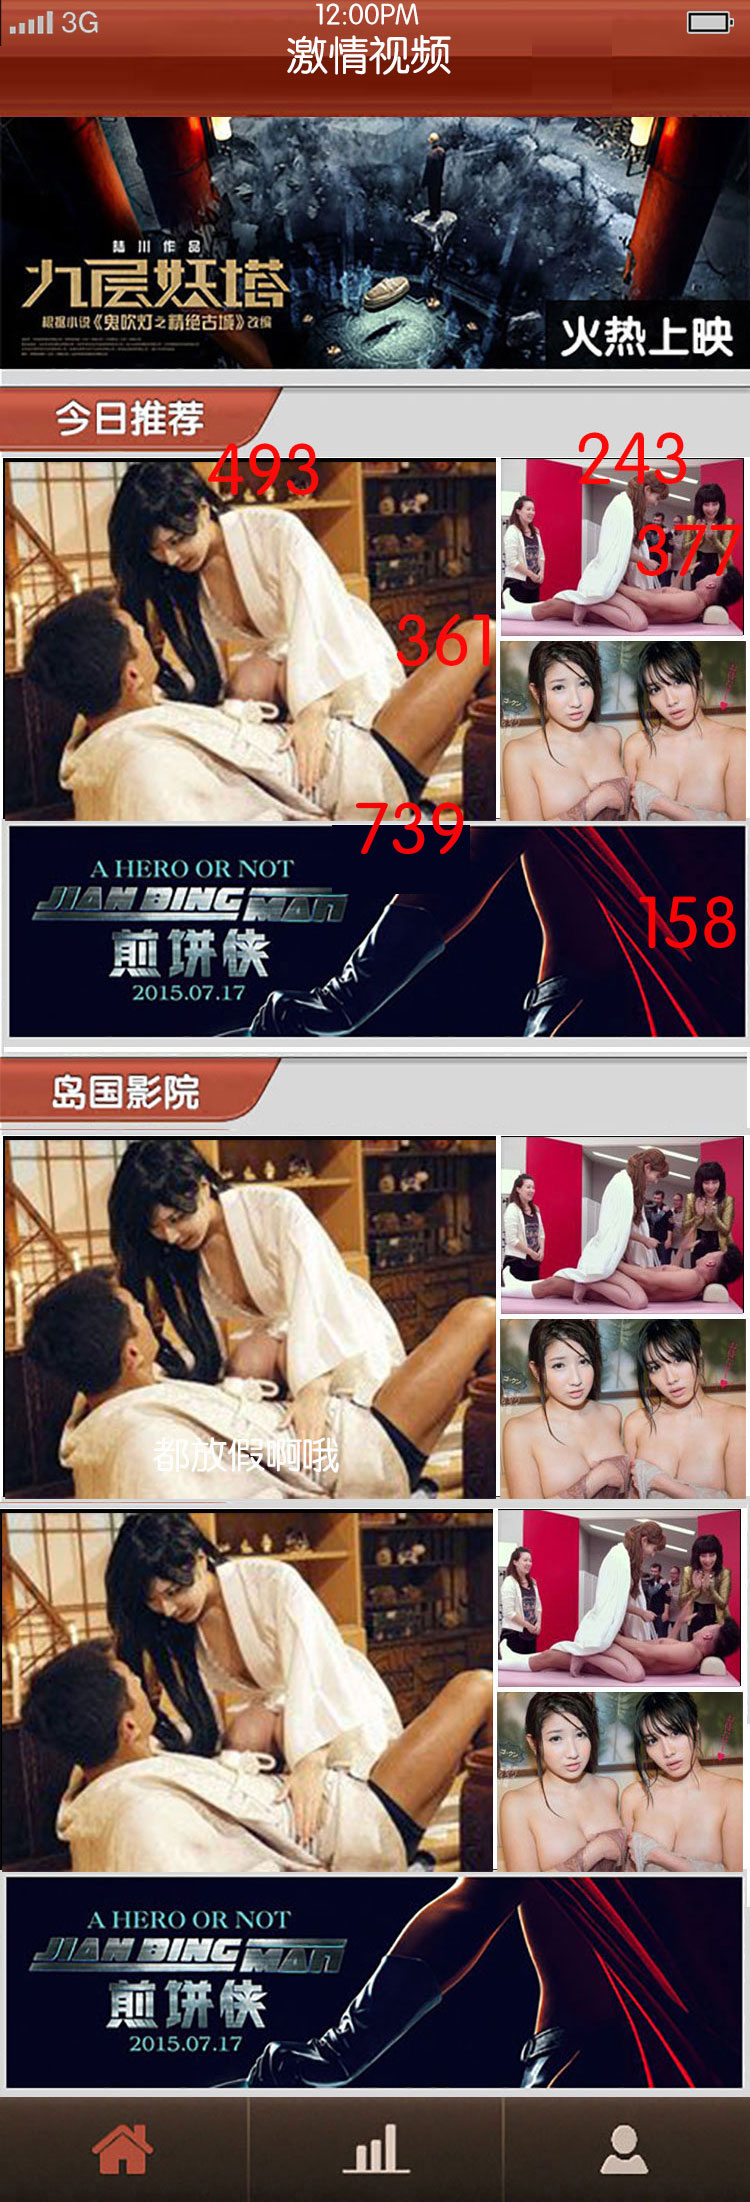 3G
12:00PM
激情视频
陆川作品
九层妖塔
根据小说《鬼吹灯之精绝古城》改编
火热上映
今日推荐
493
243
377
361
739
A HERO OR NOT
JIAN BING MAN
煎饼侠
2015.07.17
158
岛国影院
都放假啊哦
A HERO OR NOT
JIAN BING MAN
煎饼侠
2015.07.17